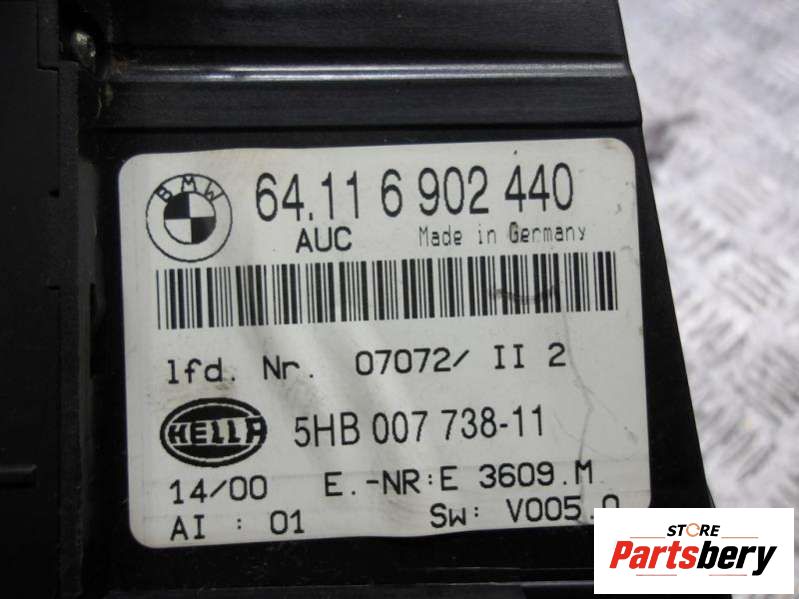 BMW
64.11 6 902 440
AUC Made in Germany
lfd. Nr. 07072/ II 2
HELLA 5HB 007 738-11
14/00 E.-NR:E 3609.M
AI : 01 SW: V005.0
STORE
Partsbery